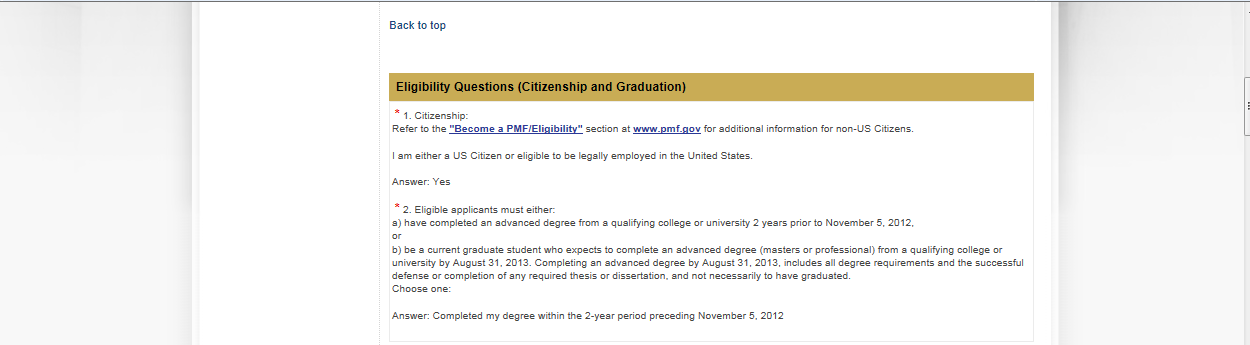 Back to top
Eligibility Questions (Citizenship and Graduation)
* 1. Citizenship:
Refer to the "Become a PMF/Eligibility" section at www.pmf.gov for additional information for non-US Citizens.
I am either a US Citizen or eligible to be legally employed in the United States.
Answer: Yes
* 2. Eligible applicants must either:
a) have completed an advanced degree from a qualifying college or university 2 years prior to November 5, 2012,
or
b) be a current graduate student who expects to complete an advanced degree (masters or professional) from a qualifying college or
university by August 31, 2013. Completing an advanced degree by August 31, 2013, includes all degree requirements and the successful
defense or completion of any required thesis or dissertation, and not necessarily to have graduated.
Choose one:
Answer: Completed my degree within the 2-year period preceding November 5, 2012